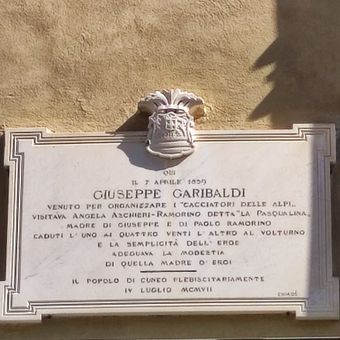 QUI
IL 7 APRILE 1859
GIUSEPPE GARIBALDI
VENUTO PER ORGANIZZARE I "CACCIATORI DELLE ALPI"
VISITAVA ANGELA ASCHIERI-RAMORINO DETTA "LA PASQUALINA"
MADRE DI GIUSEPPE E DI PAOLO RAMORINO
CADUTI L'UNO AI QUATTRO VENTI L'ALTRO AL VOLTURNO
E LA SEMPLICITÀ DELL'EROE
ADEGUAVA LA MODESTIA
DI QUELLA MADRE D'EROI
IL POPOLO DI CUNEO PLEBISCITARIAMENTE
IV LUGLIO MCMVII